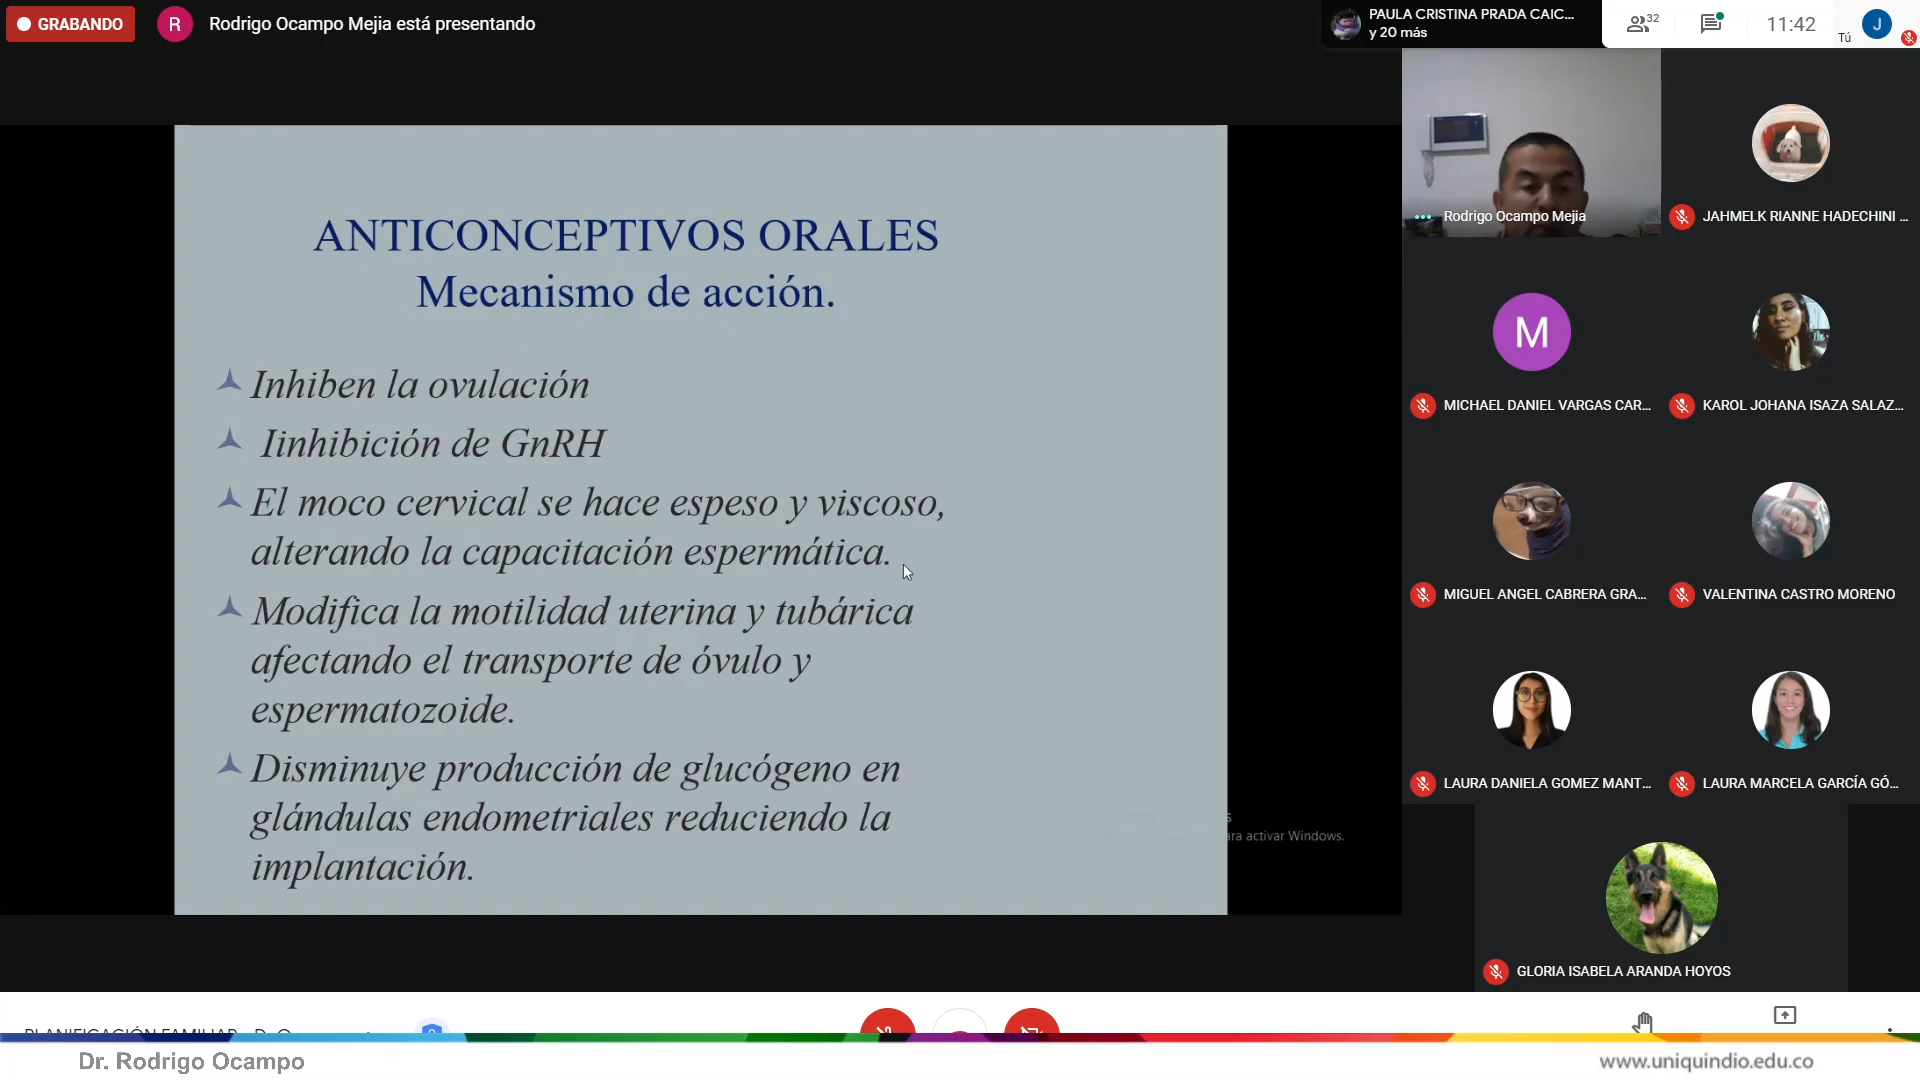 GRABANDO
R
Rodrigo Ocampo Mejia está presentando
PAULA CRISTINA PRADA CAIC...
y 20 más
32
11:42
Tú
J
ANTICONCEPTIVOS ORALES
Mecanismo de acción.
Inhiben la ovulación
Iinhibición de GnRH
El moco cervical se hace espeso y viscoso,
alterando la capacitación espermática.
Modifica la motilidad uterina y tubárica
afectando el transporte de óvulo y
espermatozoide.
Disminuye producción de glucógeno en
glándulas endometriales reduciendo la
implantación.
activar Windows.
Rodrigo Ocampo Mejia
JAHMELK RIANNE HADECHINI ...
M
MICHAEL DANIEL VARGAS CAR...
KAROL JOHANA ISAZA SALAZ...
MIGUEL ANGEL CABRERA GRA...
VALENTINA CASTRO MORENO
LAURA DANIELA GOMEZ MANT...
LAURA MARCELA GARCÍA GÓ...
GLORIA ISABELA ARANDA HOYOS
PLANIFICACIÓN FAMILIAR
Dr. Rodrigo Ocampo
www.uniquindio.edu.co